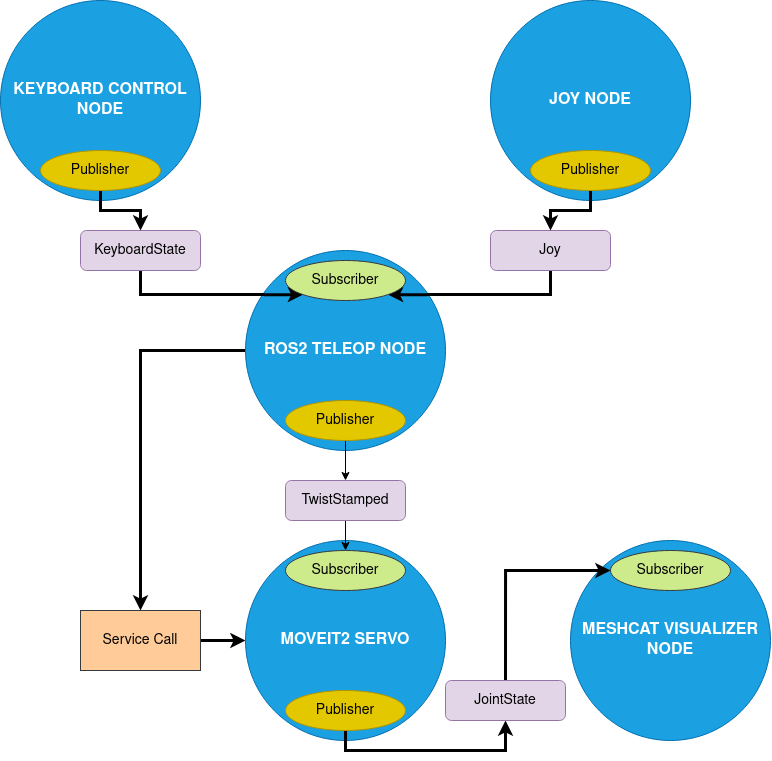 KEYBOARD CONTROL
NODE
JOY NODE
Publisher
Publisher
KeyboardState
Joy
Subscriber
ROS2 TELEOP NODE
Publisher
TwistStamped
Subscriber
Subscriber
Service Call
MOVEIT2 SERVO
MESHCAT VISUALIZER
NODE
JointState
Publisher